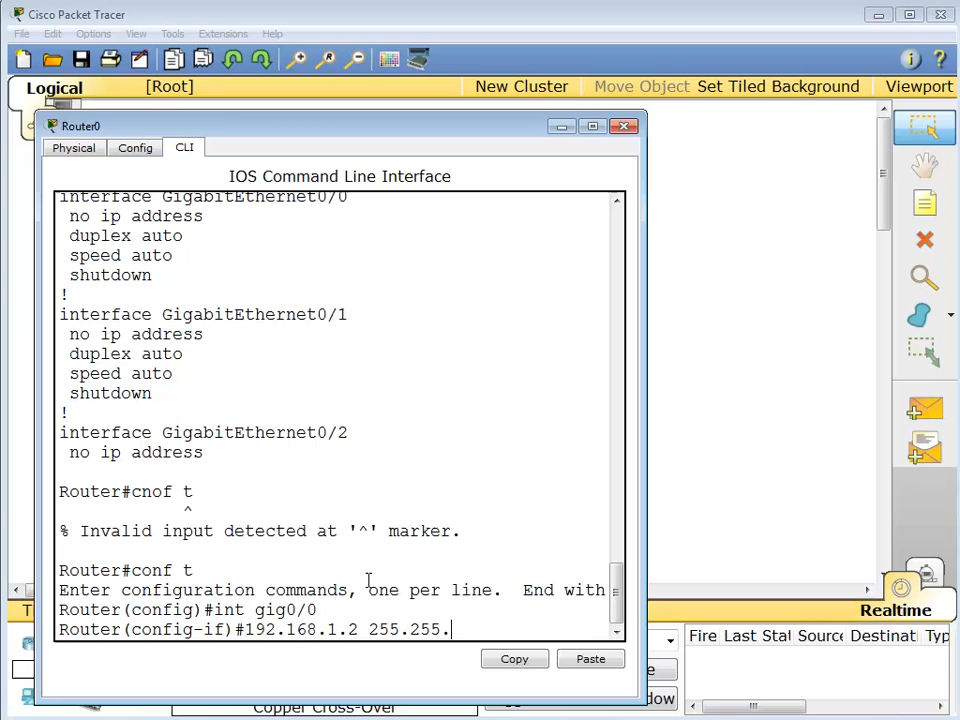 Cisco Packet Tracer
File Edit Options View Tools Extensions Help
Logical [Root] New Cluster Move Object Set Tiled Background Viewport
Router0
Physical Config CLI
IOS Command Line Interface
interface GigabitEthernet0/0
no ip address
duplex auto
speed auto
shutdown
!
interface GigabitEthernet0/1
no ip address
duplex auto
speed auto
shutdown
!
interface GigabitEthernet0/2
no ip address
Router#cnof t
^
% Invalid input detected at '^' marker.
Router#conf t
Enter configuration commands, one per line. End with
Router(config)#int gig0/0
Router(config-if)#192.168.1.2 255.255.
Copy Paste
Realtime
Fire Last Stat Source Desti Typ
Copper Cross-Over